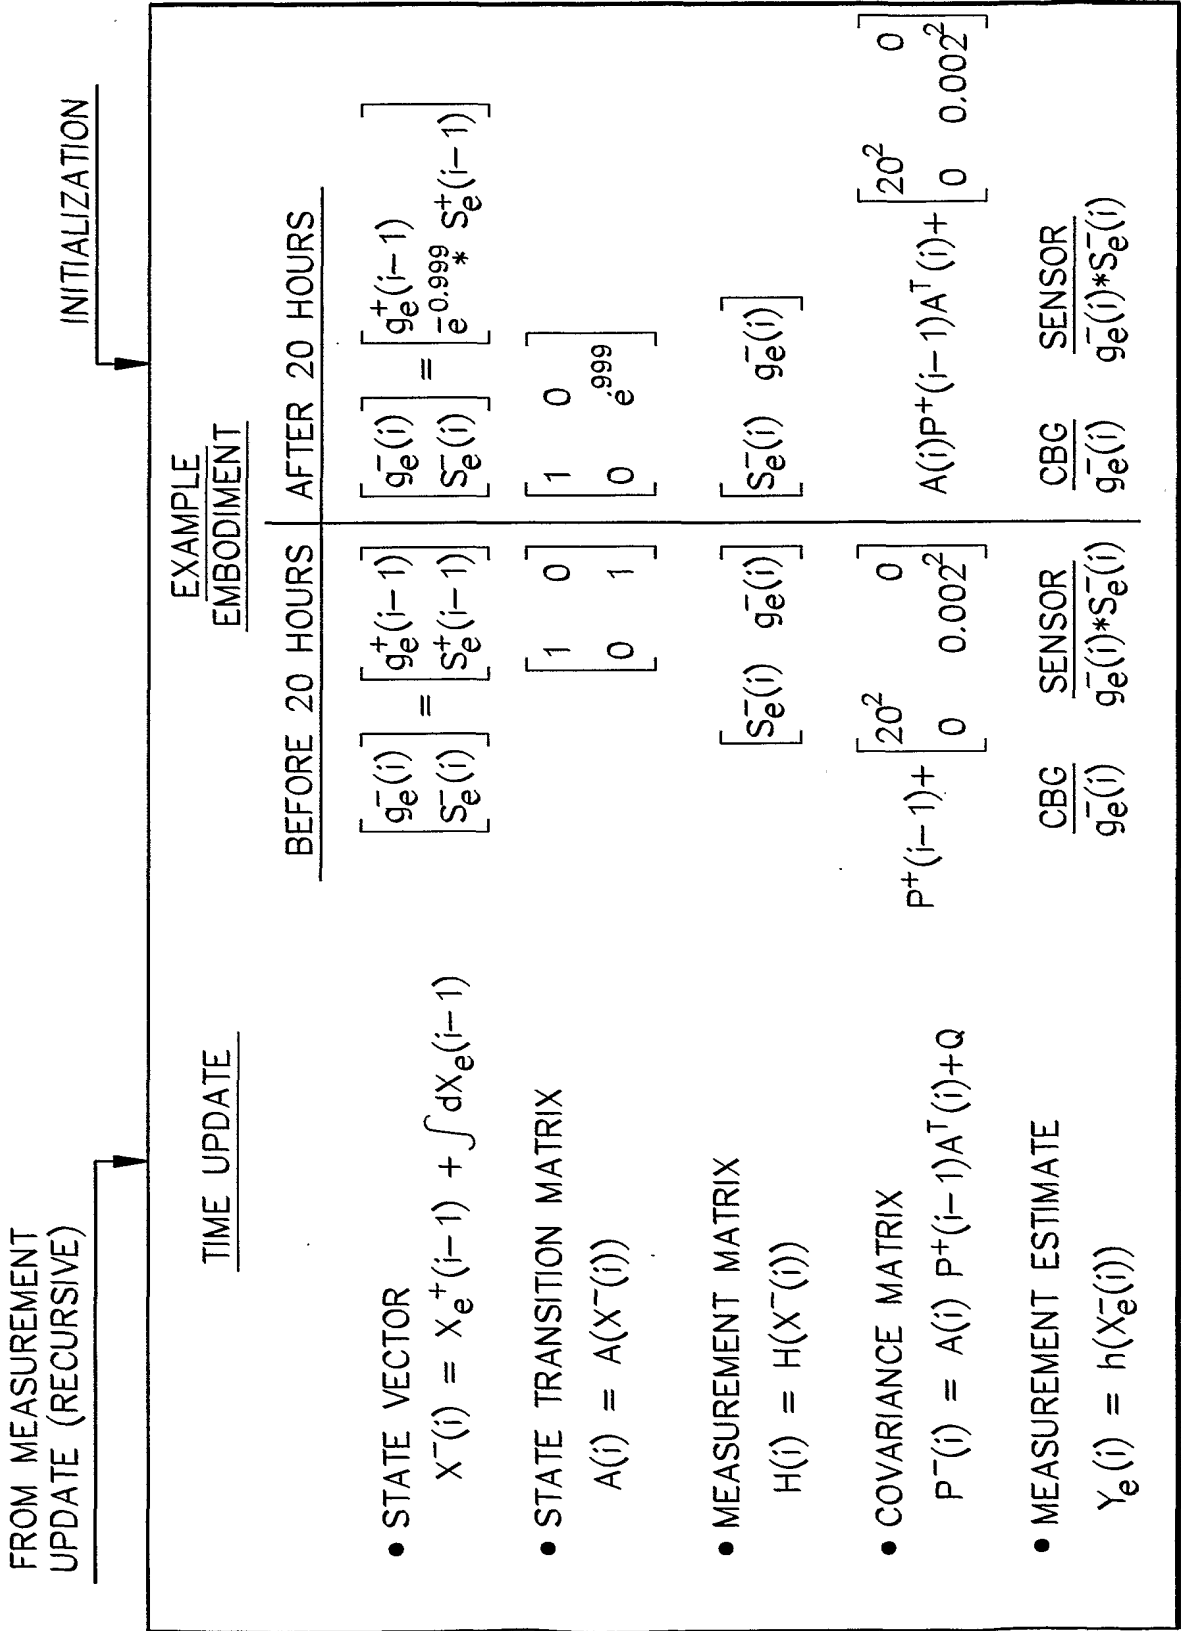 FROM MEASUREMENT
UPDATE (RECURSIVE)
INITIALIZATION
TIME UPDATE
EXAMPLE
EMBODIMENT
BEFORE 20 HOURS
AFTER 20 HOURS
• STATE VECTOR
X⁻(i) = Xₑ⁺(i−1) + ∫dXₑ(i−1)
[gₑ⁻(i) Sₑ⁻(i)] = [gₑ⁺(i−1) Sₑ⁺(i−1)]
[gₑ⁻(i) Sₑ⁻(i)] = [gₑ⁺(i−1) e⁻⁰·⁹⁹⁹ * Sₑ⁺(i−1)]
• STATE TRANSITION MATRIX
A(i) = A(X⁻(i))
[1 0
0 1]
[1 0
0 e·⁹⁹⁹]
• MEASUREMENT MATRIX
H(i) = H(X⁻(i))
[Sₑ⁻(i) gₑ⁻(i)]
[Sₑ⁻(i) gₑ⁻(i)]
• COVARIANCE MATRIX
P⁻(i) = A(i) P⁺(i−1)Aᵀ(i)+Q
P⁺(i−1)+ [20² 0
0 0.002²]
A(i)P⁺(i−1)Aᵀ(i)+ [20² 0
0 0.002²]
• MEASUREMENT ESTIMATE
Yₑ(i) = h(Xₑ⁻(i))
CBG SENSOR
gₑ⁻(i) gₑ⁻(i)*Sₑ⁻(i)
CBG SENSOR
gₑ⁻(i) gₑ⁻(i)*Sₑ⁻(i)